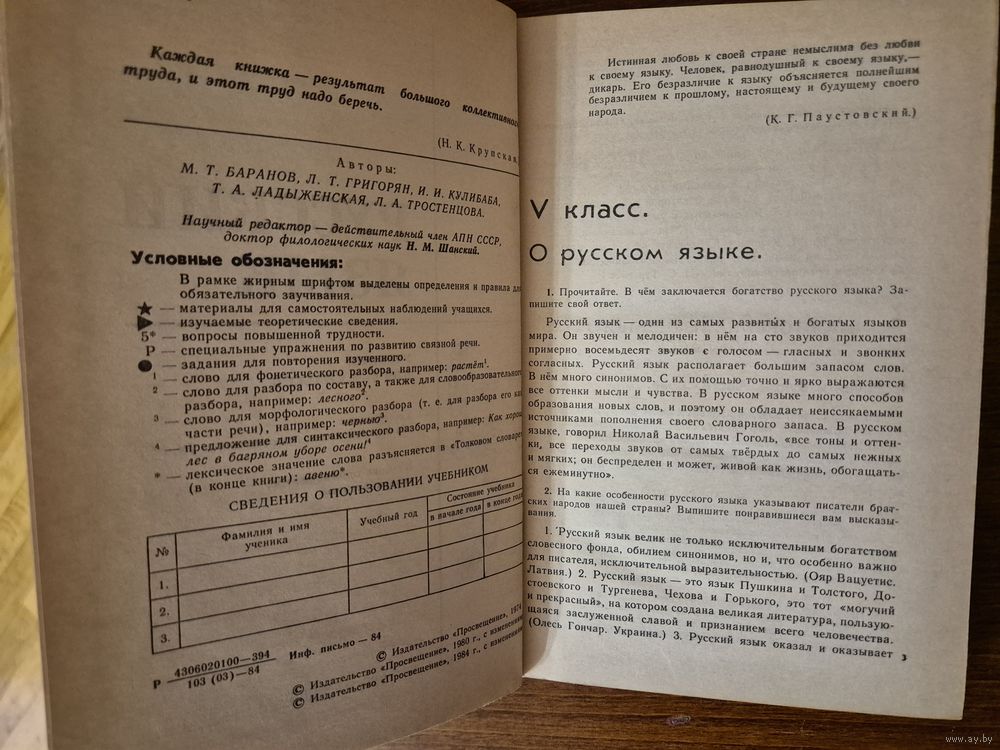 Каждая книжка — результат большого коллективного
труда, и этот труд надо беречь.
(Н. К. Крупская.
Авторы:
М. Т. БАРАНОВ, Л. Т. ГРИГОРЯН, И. И. КУЛИБАБА,
Т. А. ЛАДЫЖЕНСКАЯ, Л. А. ТРОСТЕНЦОВА.
Научный редактор — действительный член АПН СССР,
доктор филологических наук Н. М. Шанский.
Условные обозначения:
В рамке жирным шрифтом выделены определения и правила для
обязательного заучивания.
★ — материалы для самостоятельных наблюдений учащихся.
▶ — изучаемые теоретические сведения.
5* — вопросы повышенной трудности.
Р — специальные упражнения по развитию связной речи.
● — задания для повторения изученного.
1 — слово для фонетического разбора, например: растёт¹.
2 — слово для разбора по составу, а также для словообразовательного
разбора, например: лесного².
3 — слово для морфологического разбора (т. е. для разбора его как
части речи), например: чернью³.
4 — предложение для синтаксического разбора, например: Как хорош
лес в багряном уборе осени!⁴
* — лексическое значение слова разъясняется в «Толковом словаре»
(в конце книги): авеню*.
СВЕДЕНИЯ О ПОЛЬЗОВАНИИ УЧЕБНИКОМ
№ Фамилия и имя ученика Учебный год Состояние учебника
в начале года в конце года
1.
2.
3.
Р 4306020100—394
103 (03)—84 Инф. письмо — 84
© Издательство «Просвещение», 1974
© Издательство «Просвещение», 1980 г., с изменениями
© Издательство «Просвещение», 1984 г., с изменениями
Истинная любовь к своей стране немыслима без любви
к своему языку. Человек, равнодушный к своему языку,—
дикарь. Его безразличие к языку объясняется полнейшим
безразличием к прошлому, настоящему и будущему своего
народа.
(К. Г. Паустовский.)
V класс.
О русском языке.
1. Прочитайте. В чём заключается богатство русского языка? За-
пишите свой ответ.
Русский язык — один из самых развиты́х и богатых языков
мира. Он звучен и мелодичен: в нём на сто звуков приходится
примерно восемьдесят звуков с голосом — гласных и звонких
согласных. Русский язык располагает большим запасом слов.
В нём много синонимов. С их помощью точно и ярко выражаются
все оттенки мысли и чувства. В русском языке много способов
образования новых слов, и поэтому он обладает неиссякаемыми
источниками пополнения своего словарного запаса. В русском
языке, говорил Николай Васильевич Гоголь, «все тоны и оттен-
ки, все переходы звуков от самых твёрдых до самых нежных
и мягких; он беспределен и может, живой как жизнь, обогащать-
ся ежеминутно».
2. На какие особенности русского языка указывают писатели брат-
ских народов нашей страны? Выпишите понравившиеся вам высказы-
вания.
1. Русский язык велик не только исключительным богатством
словесного фонда, обилием синонимов, но и, что особенно важно
для писателя, исключительной выразительностью. (Ояр Вацуетис.
Латвия.) 2. Русский язык — это язык Пушкина и Толстого, До-
стоевского и Тургенева, Чехова и Горького, это тот «могучий
и прекрасный», на котором создана великая литература, пользую-
щаяся заслуженной славой и признанием всего человечества.
(Олесь Гончар. Украина.) 3. Русский язык оказал и оказывает
3
www.ay.by